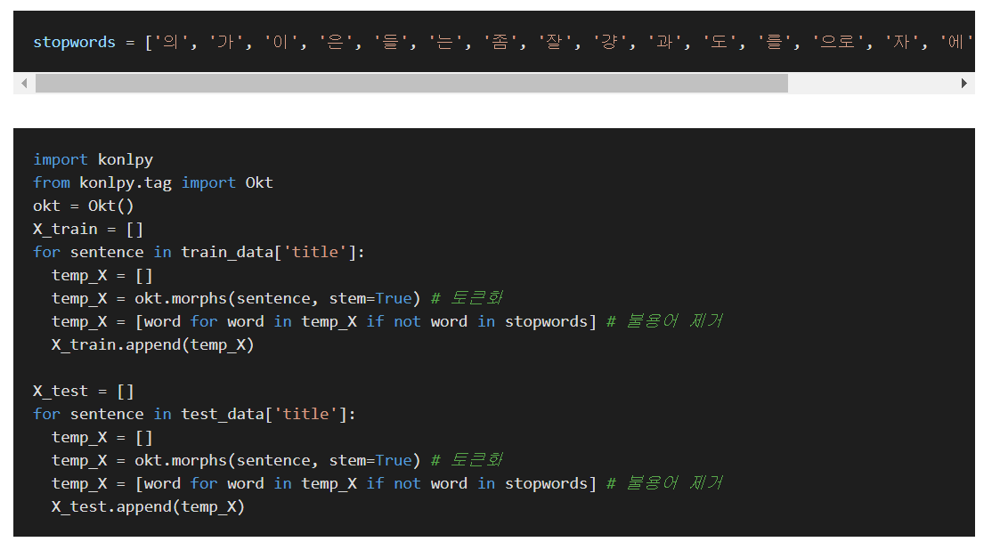 stopwords = ['의', '가', '이', '은', '들', '는', '좀', '잘', '걍', '과', '도', '를', '으로', '자', '에'
import konlpy
from konlpy.tag import Okt
okt = Okt()
X_train = []
for sentence in train_data['title']:
  temp_X = []
  temp_X = okt.morphs(sentence, stem=True) # 토큰화
  temp_X = [word for word in temp_X if not word in stopwords] # 불용어 제거
  X_train.append(temp_X)
X_test = []
for sentence in test_data['title']:
  temp_X = []
  temp_X = okt.morphs(sentence, stem=True) # 토큰화
  temp_X = [word for word in temp_X if not word in stopwords] # 불용어 제거
  X_test.append(temp_X)